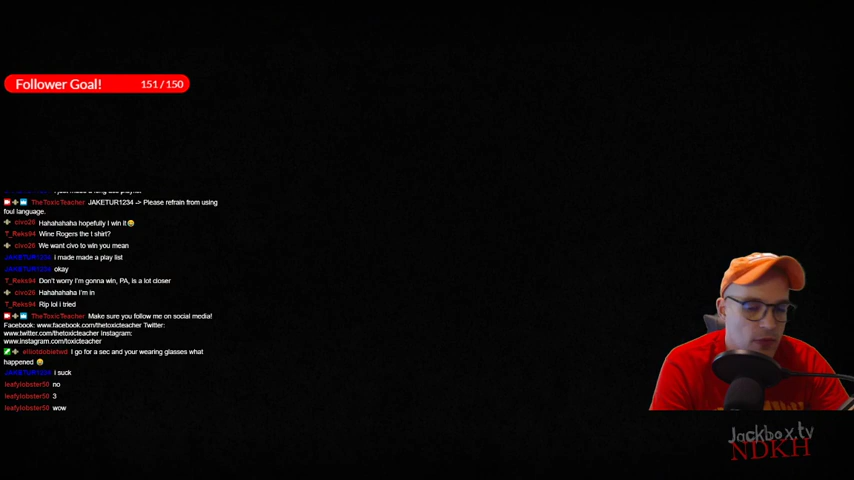 Follower Goal! 151 / 150
TheToxicTeacher JAKETUR1234 -> Please refrain from using
foul language.
civo26 Hahahahaha hopefully I win it😂
T_Reks94 Wine Rogers the t shirt?
civo26 We want civo to win you mean
JAKETUR1234 i made made a play list
JAKETUR1234 okay
T_Reks94 Don't worry I'm gonna win, PA, is a lot closer
civo26 Hahahahaha I'm in
T_Reks94 Rip lol i tried
TheToxicTeacher Make sure you follow me on social media!
Facebook: www.facebook.com/thetoxicteacher Twitter:
www.twitter.com/thetoxicteacher Instagram:
www.instagram.com/toxicteacher
elliotdobietwd I go for a sec and your wearing glasses what
happened 😂
JAKETUR1234 i suck
leafylobster50 no
leafylobster50 3
leafylobster50 wow
Jackbox.tv
NDKH